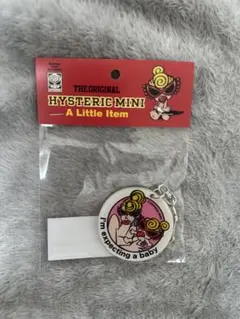 THE ORIGINAL
HYSTERIC MINI
A Little Item
I'm expecting a baby